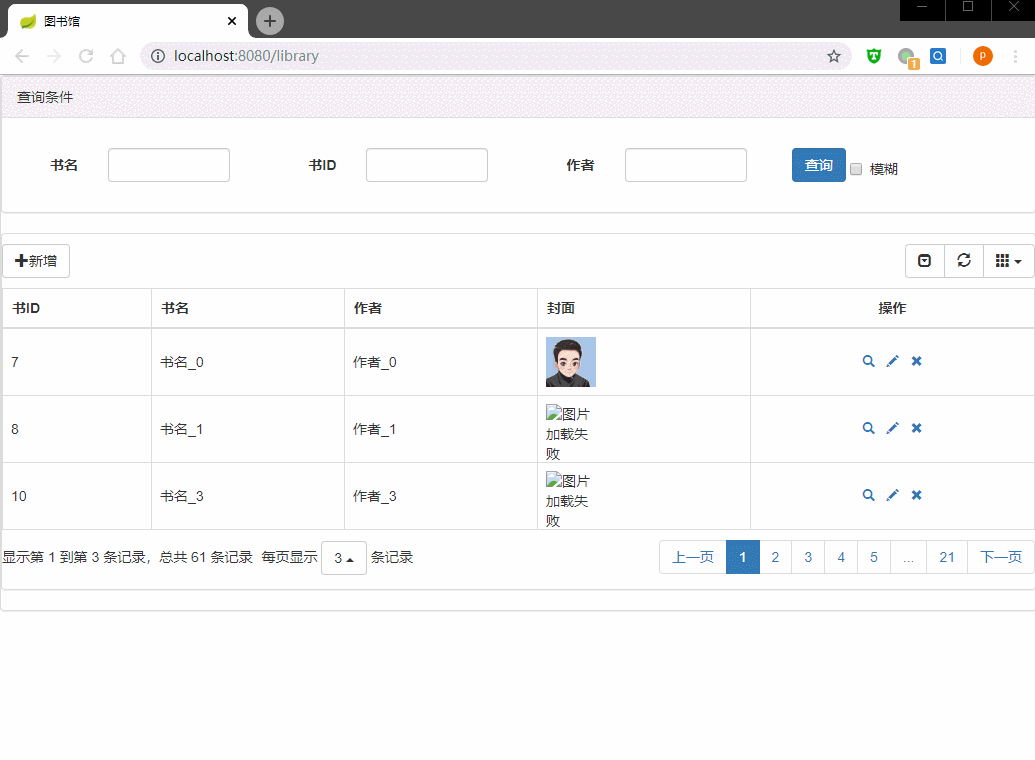 图书馆
localhost:8080/library
1
P
查询条件
书名 书ID 作者 查询 模糊
新增
书ID 书名 作者 封面 操作
7 书名_0 作者_0
8 书名_1 作者_1 图片
加载失
败
10 书名_3 作者_3 图片
加载失
败
显示第 1 到第 3 条记录，总共 61 条记录 每页显示 3 条记录 上一页 1 2 3 4 5 ... 21 下一页